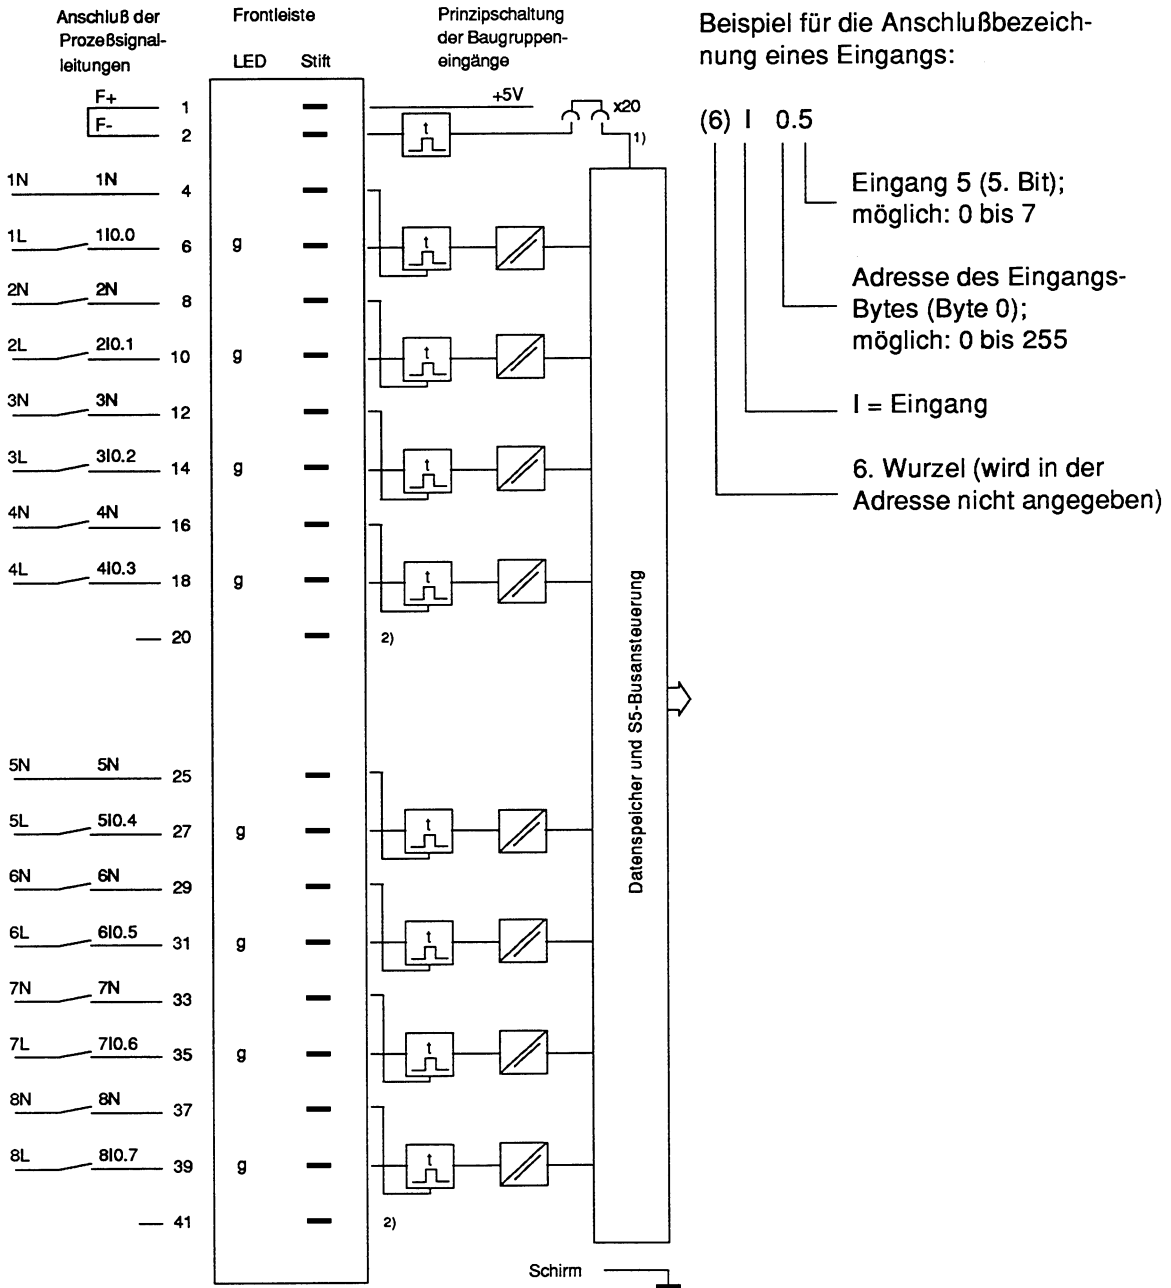 Anschluß der
Prozeßsignal-
leitungen
Frontleiste
LED Stift
Prinzipschaltung
der Baugruppen-
eingänge
F+ 1 +5V x20
F- 2 t 1)
1N 1N 4
1L 1I0.0 6 g t
2N 2N 8
2L 2I0.1 10 g t
3N 3N 12
3L 3I0.2 14 g t
4N 4N 16
4L 4I0.3 18 g t
20 2)
5N 5N 25
5L 5I0.4 27 g t
6N 6N 29
6L 6I0.5 31 g t
7N 7N 33
7L 7I0.6 35 g t
8N 8N 37
8L 8I0.7 39 g t
41 2)
Datenspeicher und S5-Busansteuerung
Schirm
Beispiel für die Anschlußbezeich-
nung eines Eingangs:
(6) I 0.5
Eingang 5 (5. Bit);
möglich: 0 bis 7
Adresse des Eingangs-
Bytes (Byte 0);
möglich: 0 bis 255
I = Eingang
6. Wurzel (wird in der
Adresse nicht angegeben)